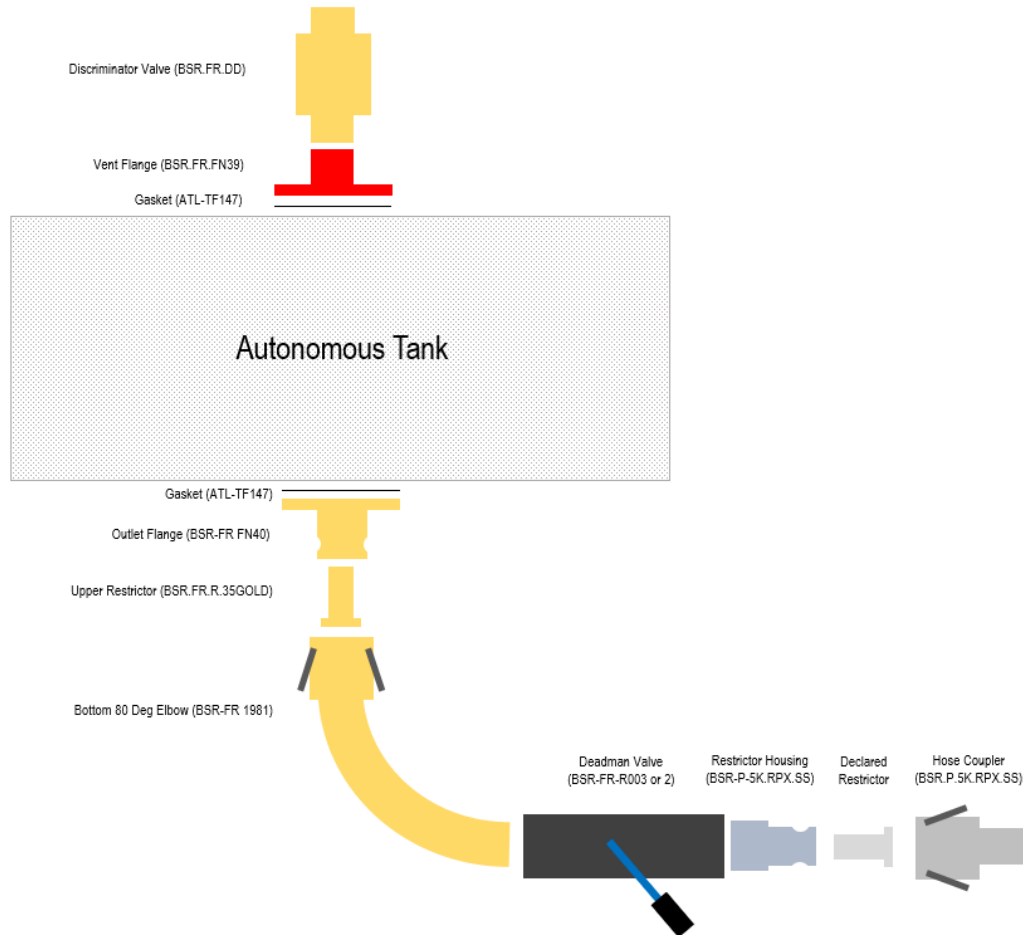 Discriminator Valve (BSR.FR.DD)
Vent Flange (BSR.FR.FN39)
Gasket (ATL-TF147)
Autonomous Tank
Gasket (ATL-TF147)
Outlet Flange (BSR-FR FN40)
Upper Restrictor (BSR.FR.R.35GOLD)
Bottom 80 Deg Elbow (BSR-FR 1981)
Deadman Valve
(BSR-FR-R003 or 2)
Restrictor Housing
(BSR-P-5K.RPX.SS)
Declared
Restrictor
Hose Coupler
(BSR.P.5K.RPX.SS)